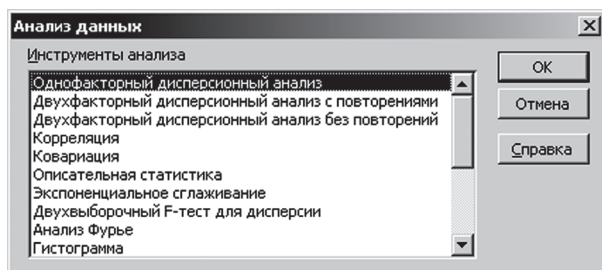 Анализ данных
Инструменты анализа
Однофакторный дисперсионный анализ
Двухфакторный дисперсионный анализ с повторениями
Двухфакторный дисперсионный анализ без повторений
Корреляция
Ковариация
Описательная статистика
Экспоненциальное сглаживание
Двухвыборочный F-тест для дисперсии
Анализ Фурье
Гистограмма
OK
Отмена
Справка